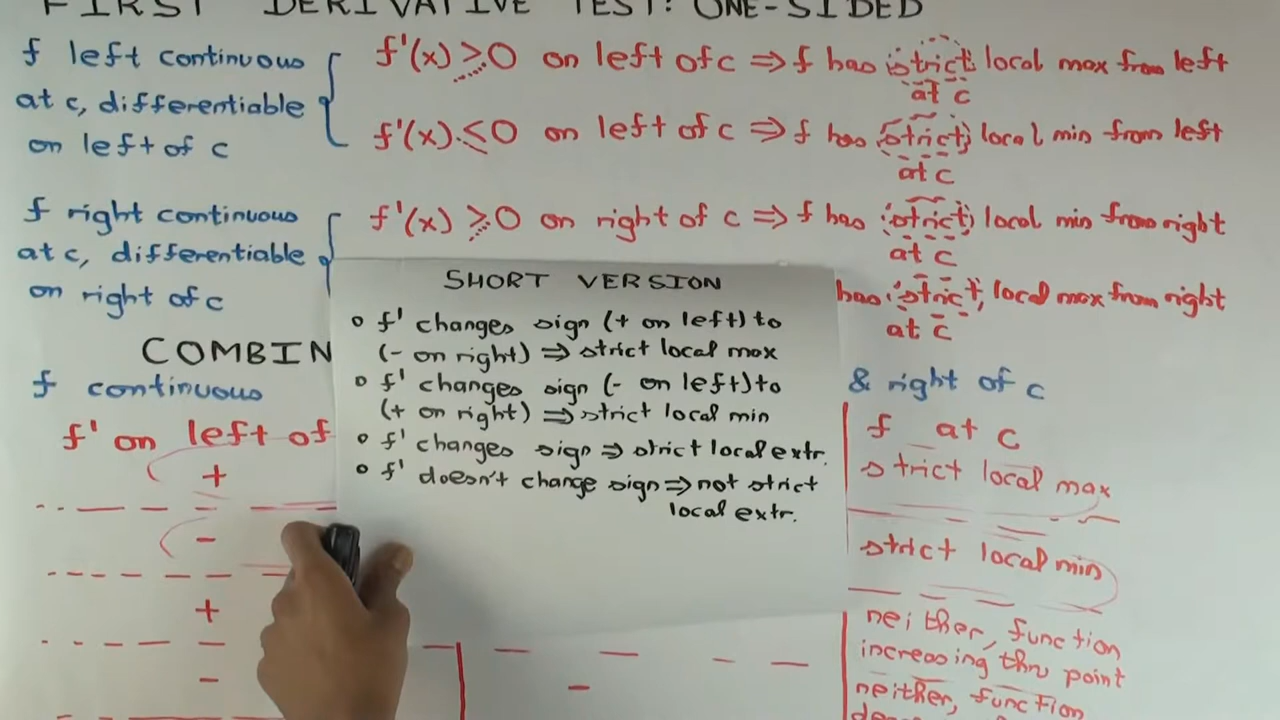 FIRST DERIVATIVE TEST: ONE-SIDED
f left continuous
at c, differentiable
on left of c
f'(x) ≥ 0 on left of c ⇒ f has (strict) local max from left
at c
f'(x) ≤ 0 on left of c ⇒ f has (strict) local min from left
at c
f right continuous
at c, differentiable
on right of c
f'(x) ≥ 0 on right of c ⇒ f has (strict) local min from right
at c
has (strict) local max from right
at c
COMBIN
f continuous
& right of c
f' on left of
f at c
+
strict local max
-
strict local min
+
neither, function
increasing thru point
-
-
neither, function
SHORT VERSION
o f' changes sign (+ on left) to
(- on right) ⇒ strict local max
o f' changes sign (- on left) to
(+ on right) ⇒ strict local min
o f' changes sign ⇒ strict local extr.
o f' doesn't change sign ⇒ not strict
local extr.